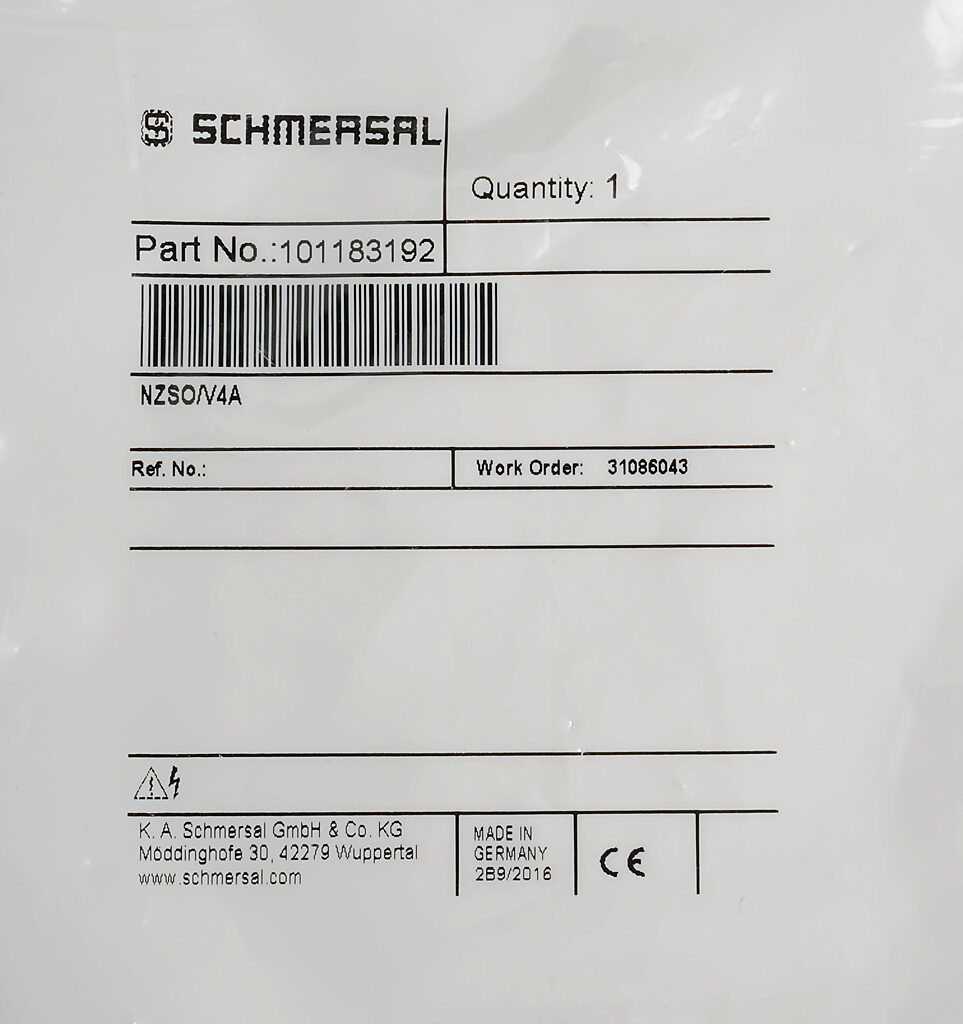 SCHMERSAL
Quantity: 1
Part No.:101183192
NZSO/V4A
Ref. No.:
Work Order: 31086043
K. A. Schmersal GmbH & Co. KG
Möddinghofe 30, 42279 Wuppertal
www.schmersal.com
MADE IN
GERMANY
2B9/2016
CE